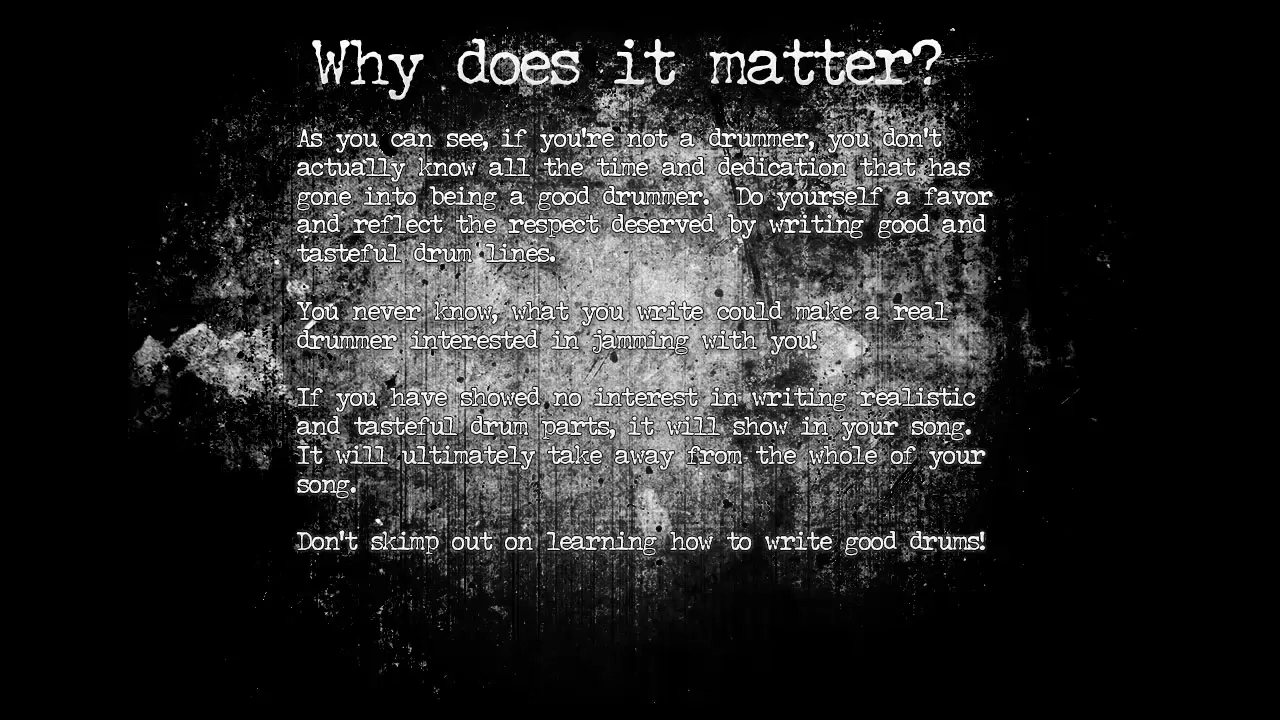 Why does it matter?
As you can see, if you're not a drummer, you don't
actually know all the time and dedication that has
gone into being a good drummer.  Do yourself a favor
and reflect the respect deserved by writing good and
tasteful drum lines.
You never know, what you write could make a real
drummer interested in jamming with you!
If you have showed no interest in writing realistic
and tasteful drum parts, it will show in your song.
It will ultimately take away from the whole of your
song.
Don't skimp out on learning how to write good drums!